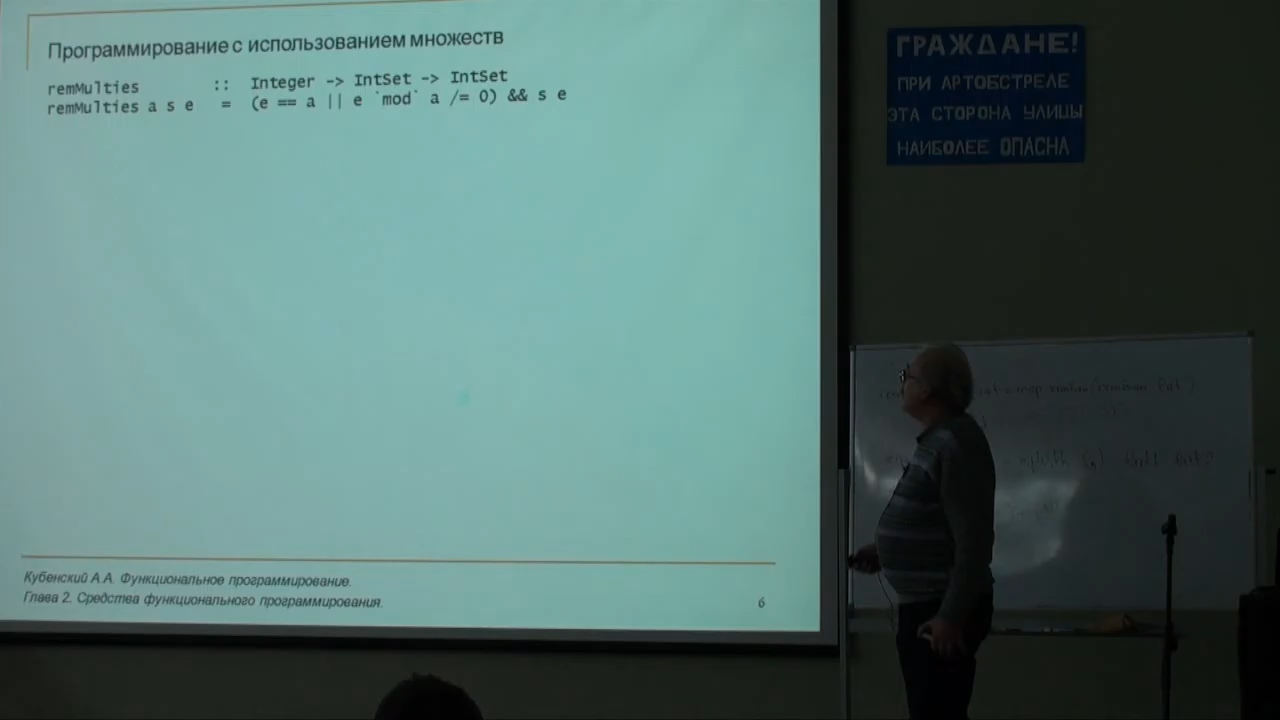 Программирование с использованием множеств
remMulties :: Integer -> IntSet -> IntSet
remMulties a s e = (e == a || e `mod` a /= 0) && s e
Кубенский А.А. Функциональное программирование.
Глава 2. Средства функционального программирования.
6
ГРАЖДАНЕ!
ПРИ АРТОБСТРЕЛЕ
ЭТА СТОРОНА УЛИЦЫ
НАИБОЛЕЕ ОПАСНА